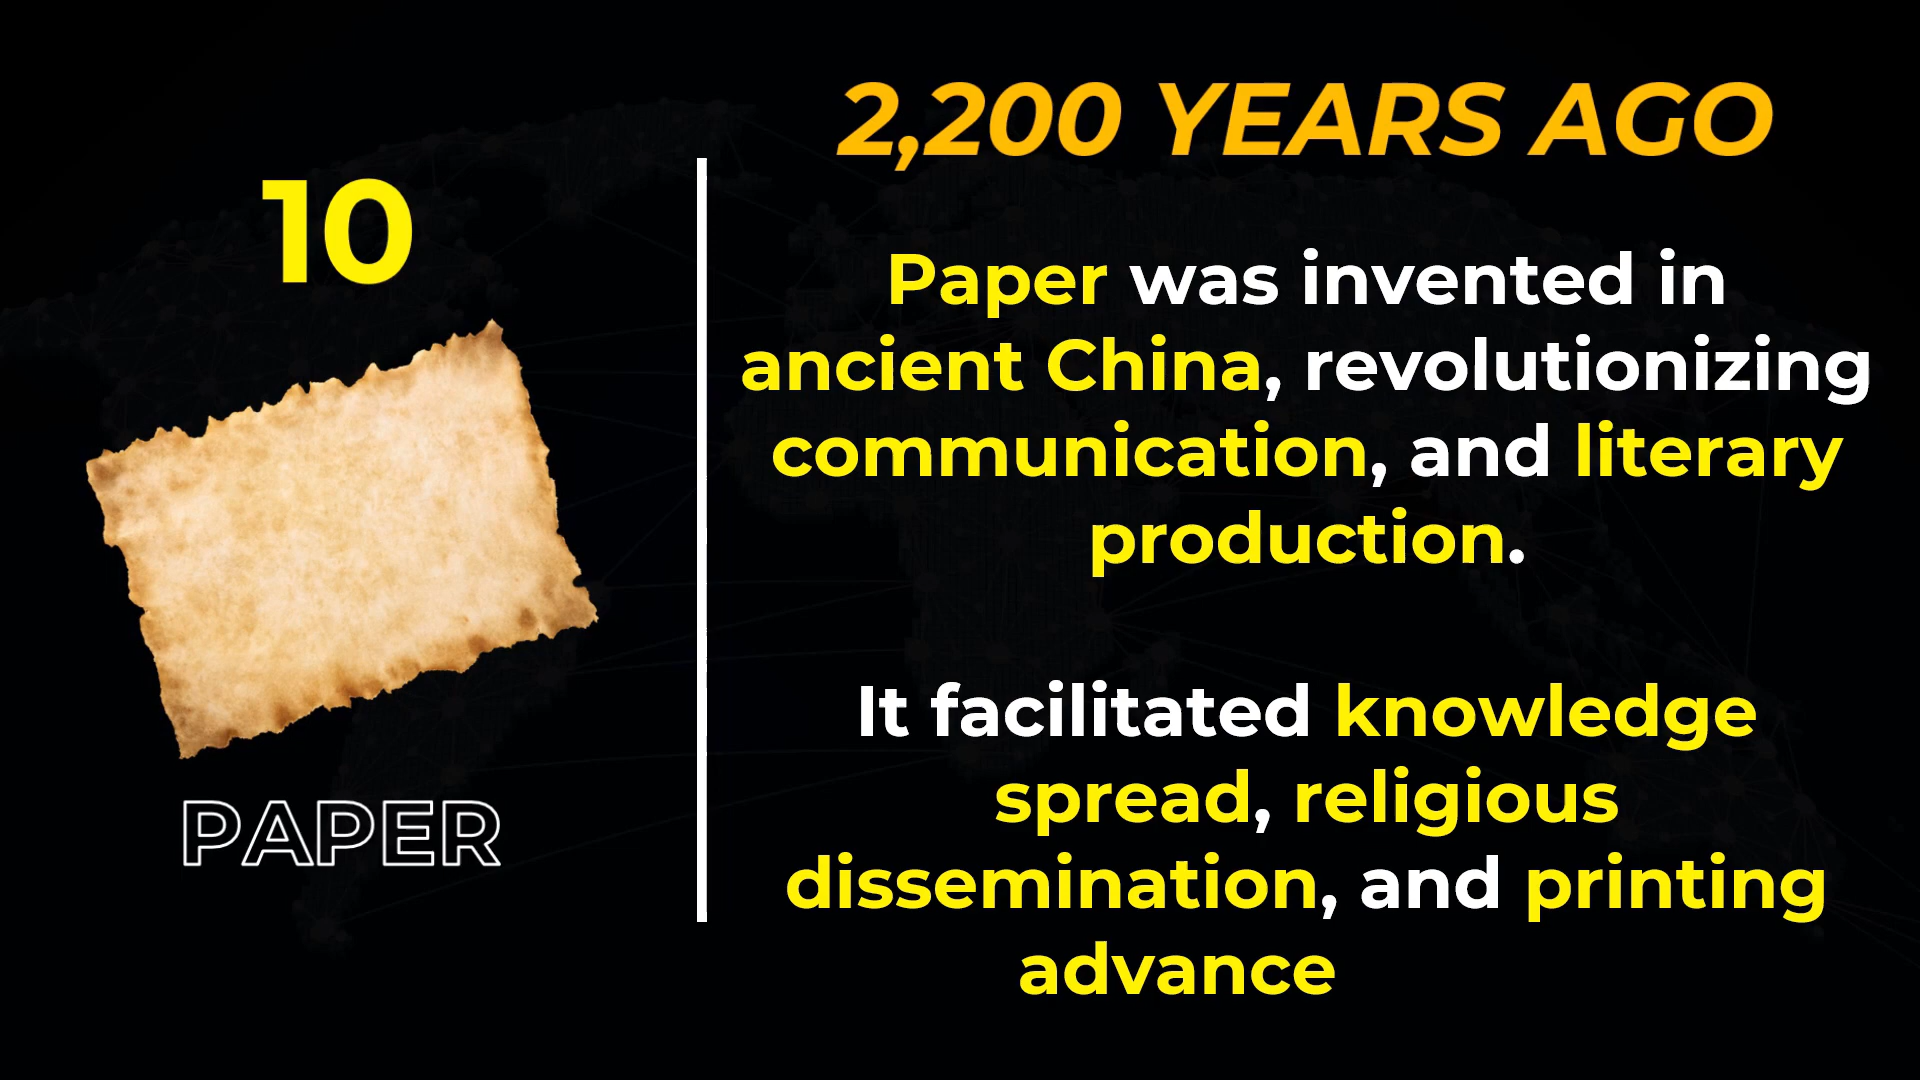 10
PAPER
2,200 YEARS AGO
Paper was invented in
ancient China, revolutionizing
communication, and literary
production.
It facilitated knowledge
spread, religious
dissemination, and printing
advance